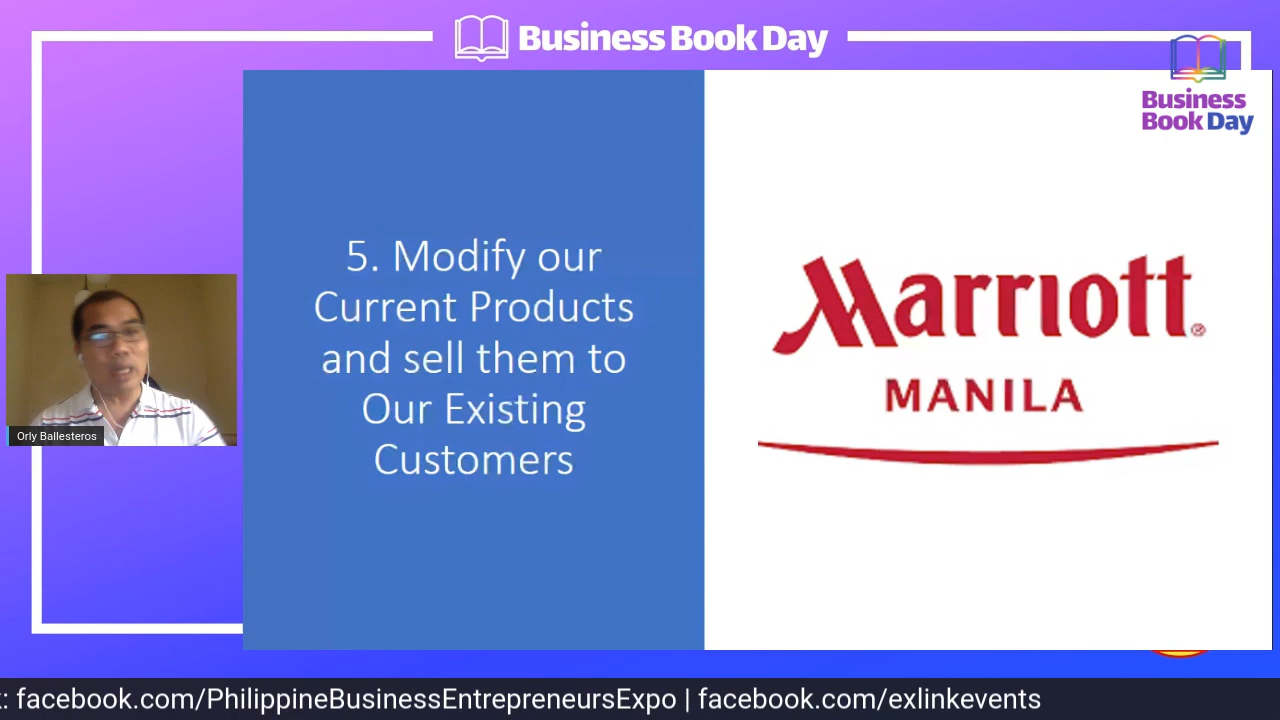 Business Book Day
Business
Book Day
5. Modify our
Current Products
and sell them to
Our Existing
Customers
Marriott®
MANILA
Orly Ballesteros
: facebook.com/PhilippineBusinessEntrepreneursExpo | facebook.com/exlinkevents